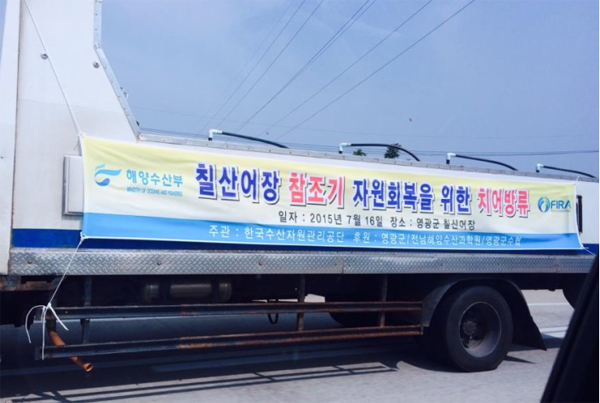 해양수산부
MINISTRY OF OCEANS AND FISHERIES
칠산어장 참조기 자원회복을 위한 치어방류
FIRA
일자 : 2015년 7월 16일 장소 : 영광군 칠산어장
주관 : 한국수산자원관리공단 후원 : 영광군/전남해양수산과학원/영광군수협